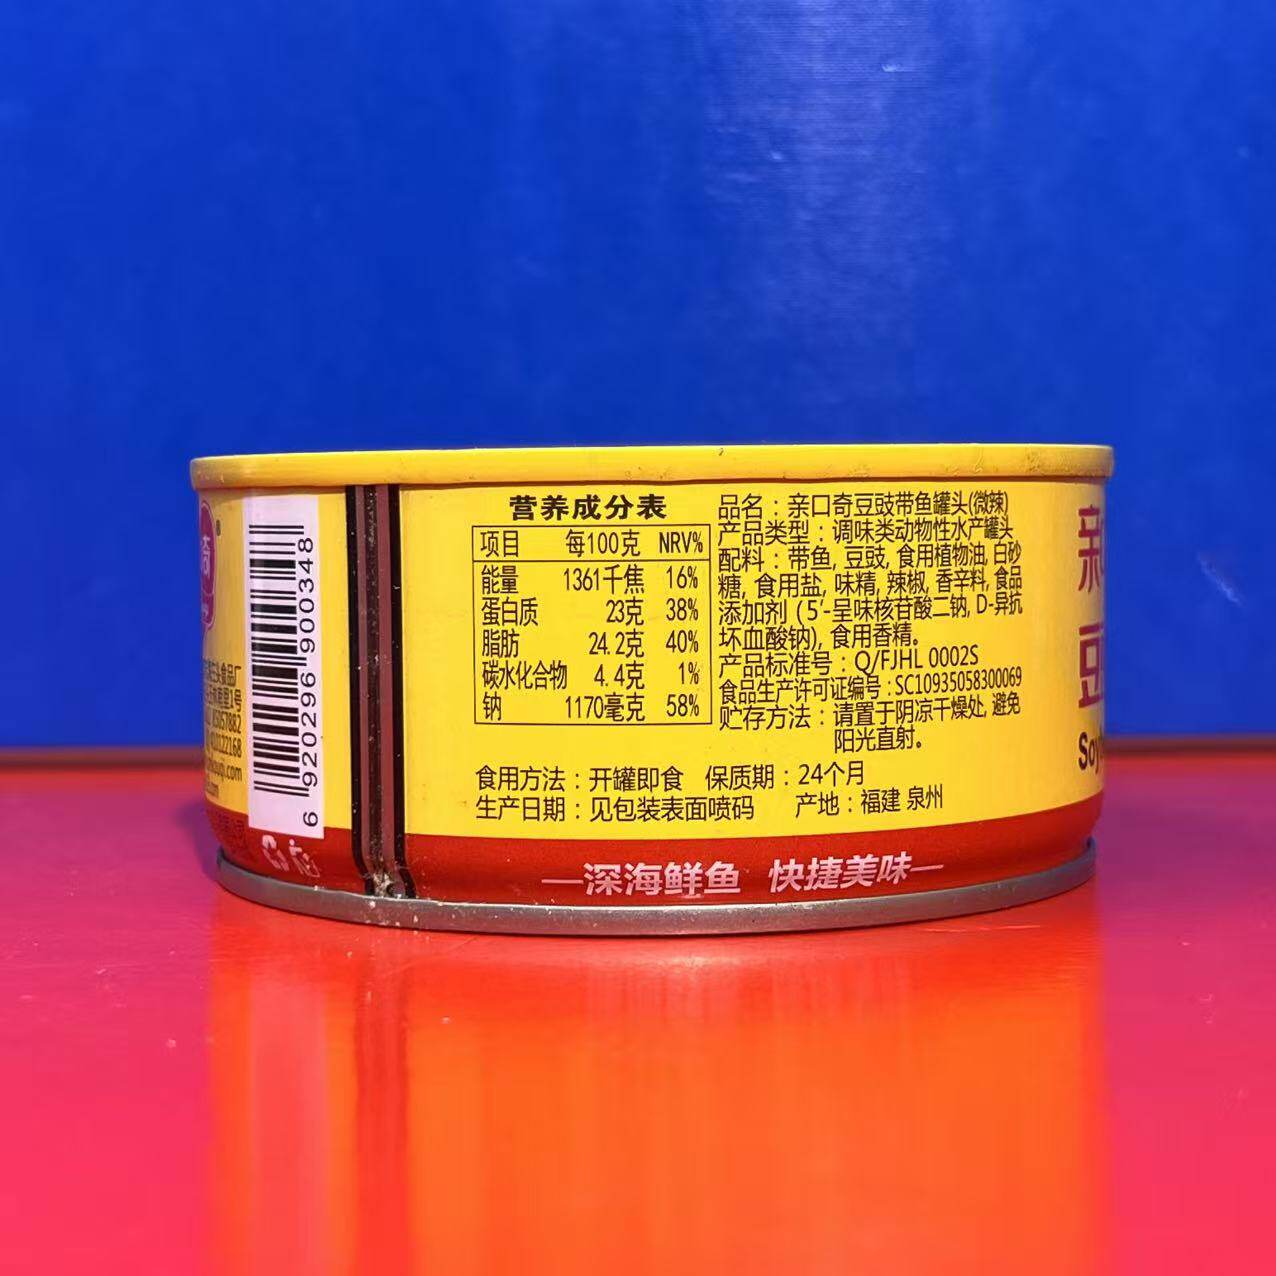 营养成分表
项目 每100克 NRV%
能量 1361千焦 16%
蛋白质 23克 38%
脂肪 24.2克 40%
碳水化合物 4.4克 1%
钠 1170毫克 58%
品名：亲口奇豆豉带鱼罐头(微辣)
产品类型：调味类动物性水产罐头
配料：带鱼, 豆豉, 食用植物油, 白砂
糖, 食用盐, 味精, 辣椒, 香辛料, 食品
添加剂 (5′-呈味核苷酸二钠, D-异抗
坏血酸钠), 食用香精。
产品标准号：Q/FJHL 0002S
食品生产许可证编号：SC10935058300069
贮存方法：请置于阴凉干燥处, 避免
阳光直射。
食用方法：开罐即食 保质期：24个月
生产日期：见包装表面喷码 产地：福建 泉州
—深海鲜鱼 快捷美味—
6920296900348
奇
®
亲
豆
Soy